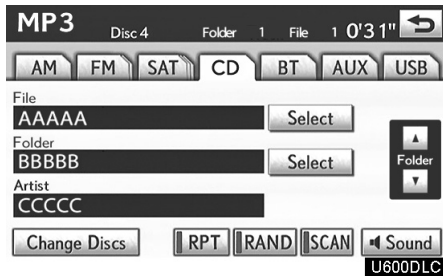 MP3 Disc 4 Folder 1 File 1 0'31"
AM FM SAT CD BT AUX USB
File
AAAAA Select
Folder
BBBBB Select
Folder
Artist
CCCCC
Change Discs RPT RAND SCAN Sound
U600DLC